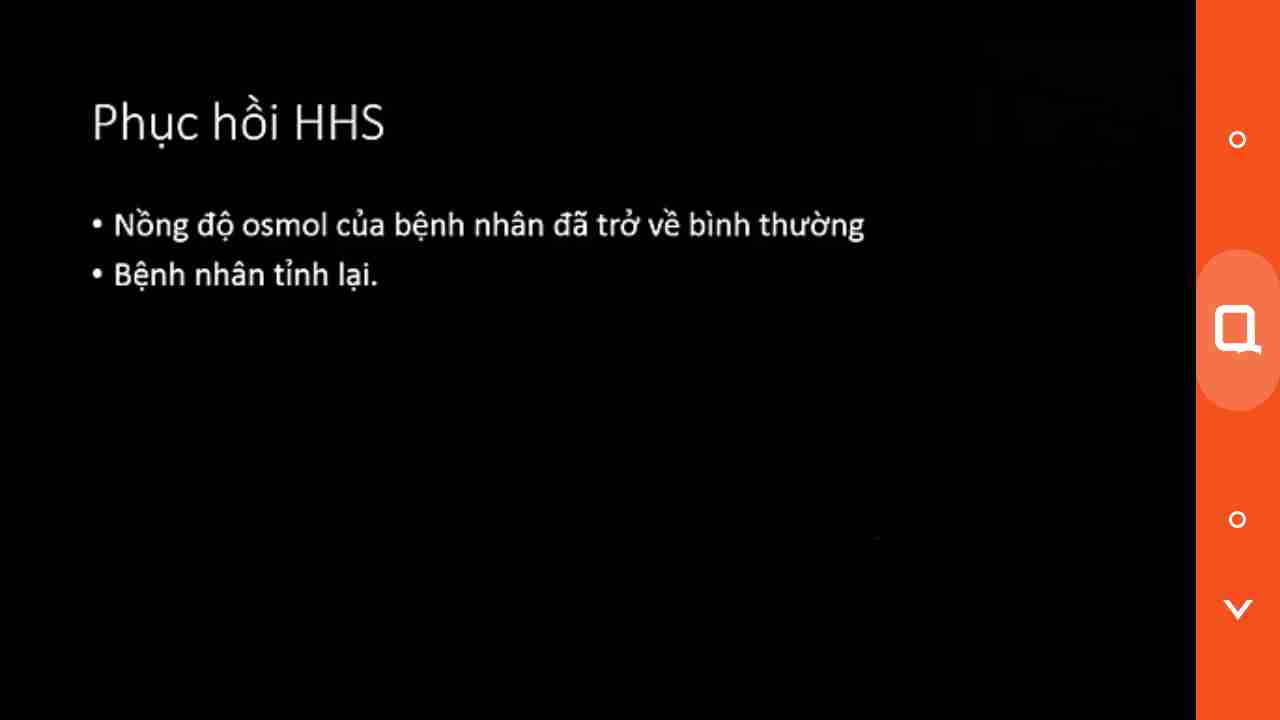 Phục hồi HHS
• Nồng độ osmol của bệnh nhân đã trở về bình thường
• Bệnh nhân tỉnh lại.